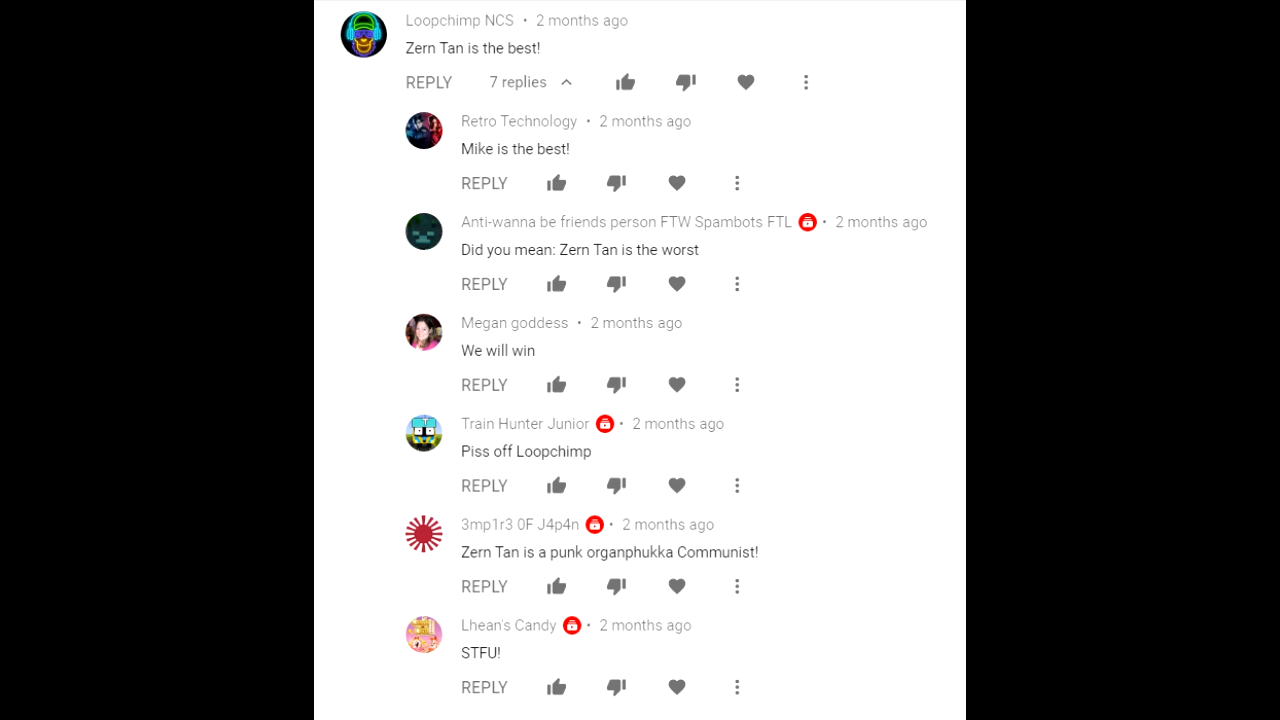 Loopchimp NCS • 2 months ago
Zern Tan is the best!
REPLY 7 replies
Retro Technology • 2 months ago
Mike is the best!
REPLY
Anti-wanna be friends person FTW Spambots FTL • 2 months ago
Did you mean: Zern Tan is the worst
REPLY
Megan goddess • 2 months ago
We will win
REPLY
Train Hunter Junior • 2 months ago
Piss off Loopchimp
REPLY
3mp1r3 0F J4p4n • 2 months ago
Zern Tan is a punk organphukka Communist!
REPLY
Lhean's Candy • 2 months ago
STFU!
REPLY